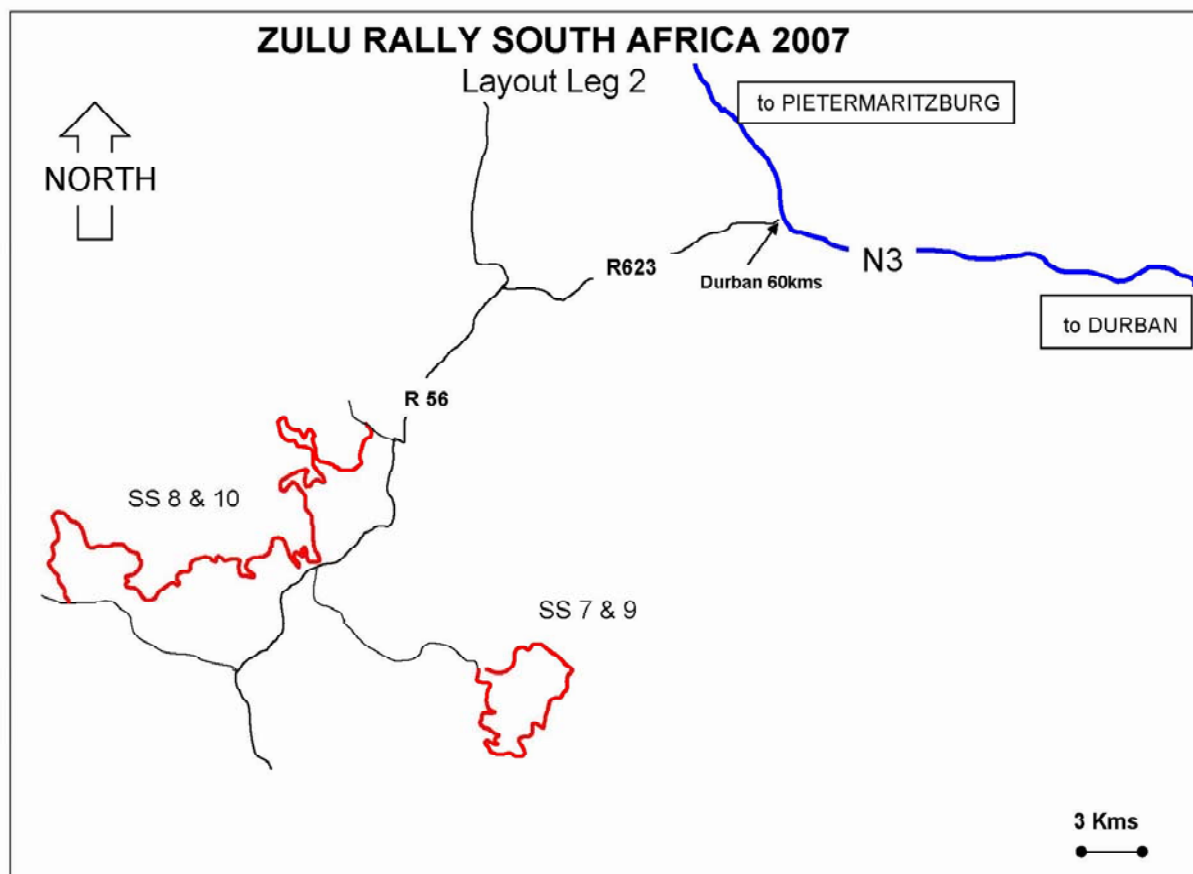 ZULU RALLY SOUTH AFRICA 2007
Layout Leg 2
to PIETERMARITZBURG
NORTH
R623
N3
Durban 60kms
to DURBAN
R 56
SS 8 & 10
SS 7 & 9
3 Kms